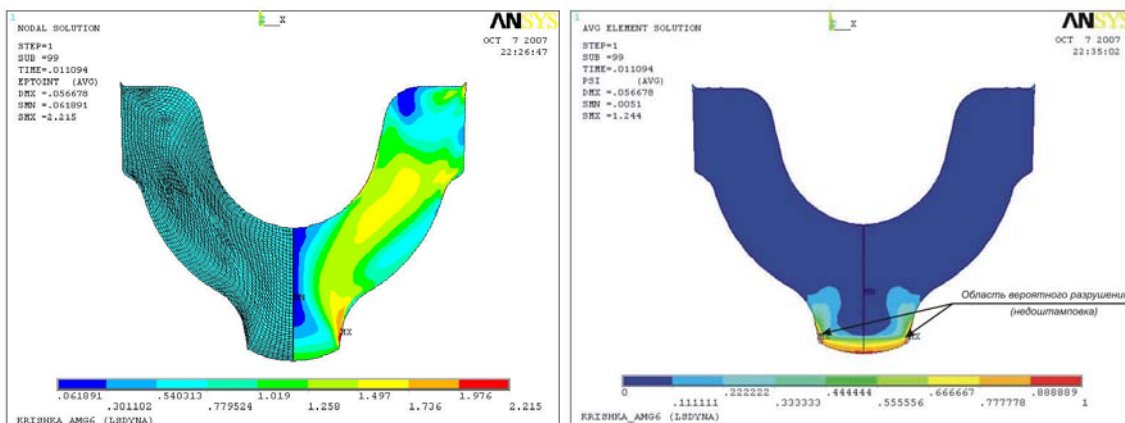 1
NODAL SOLUTION
STEP=1
SUB =99
TIME=.011094
EPTOINT (AVG)
DMX =.056678
SMN =.061891
SMX =2.215
X
ANSYS
OCT 7 2007
22:26:47
MN
MX
.061891
.301102
.540313
.779524
1.019
1.258
1.497
1.736
1.976
2.215
KRISHKA_AMG6 (LSDYNA)
1
AVG ELEMENT SOLUTION
STEP=1
SUB =99
TIME=.011094
PSI (AVG)
DMX =.056678
SMN =.0051
SMX =1.244
X
ANSYS
OCT 7 2007
22:35:02
Область вероятного разрушения
(недоштамповка)
MX
0
.111111
.222222
.333333
.444444
.555556
.666667
.777778
.888889
1
KRISHKA_AMG6 (LSDYNA)